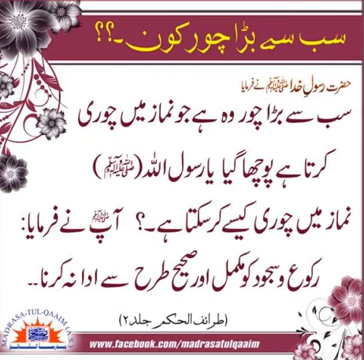 سب سے بڑا چور کون۔؟؟
حضرت رسولِ خدا ﷺ نے فرمایا
سب سے بڑا چور وہ ہے جو نماز میں چوری
کرتا ہے پوچھا گیا یا رسول اللہ (ﷺ)
نماز میں چوری کیسے کر سکتا ہے۔؟ آپ ﷺ نے فرمایا:
رکوع و سجود کو مکمل اور صحیح طرح سے ادا نہ کرنا۔۔
(طرائف الحکم جلد ۲)
MADRASA-TUL-QAAIM
www.facebook.com/madrasatulqaaim